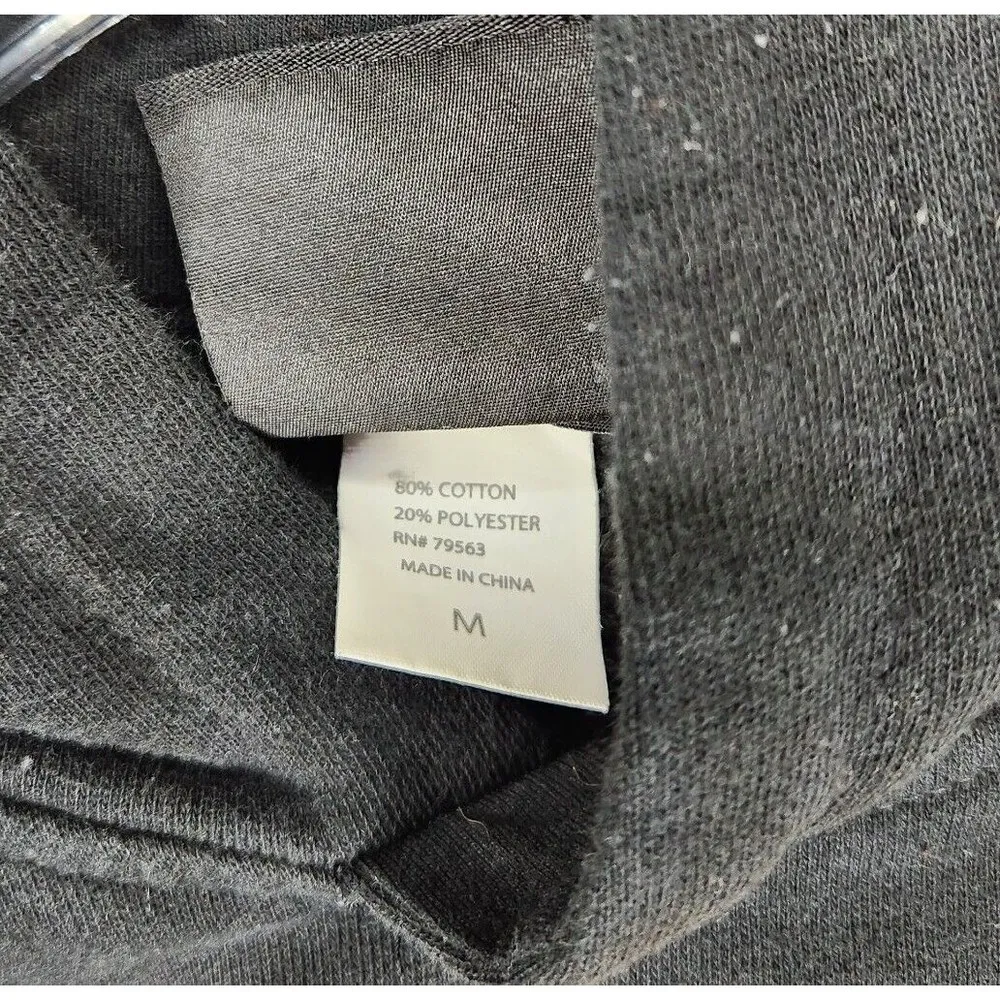 80% COTTON
20% POLYESTER
RN# 79563
MADE IN CHINA
M